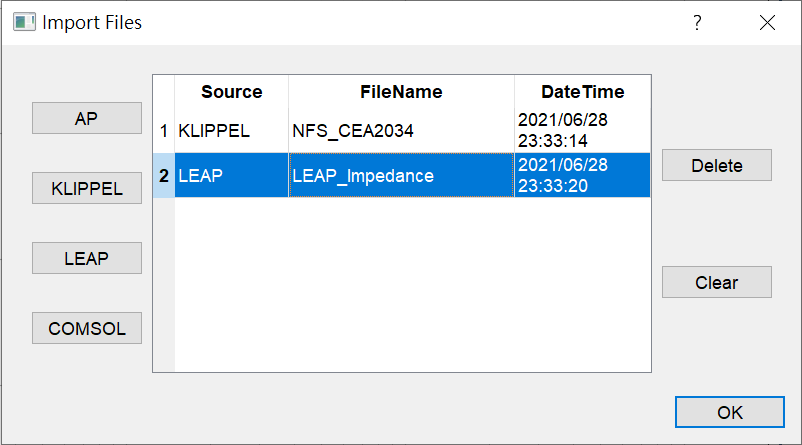 Import Files
?
AP
KLIPPEL
LEAP
COMSOL
Source FileName DateTime
1 KLIPPEL NFS_CEA2034 2021/06/28
23:33:14
2 LEAP LEAP_Impedance 2021/06/28
23:33:20
Delete
Clear
OK